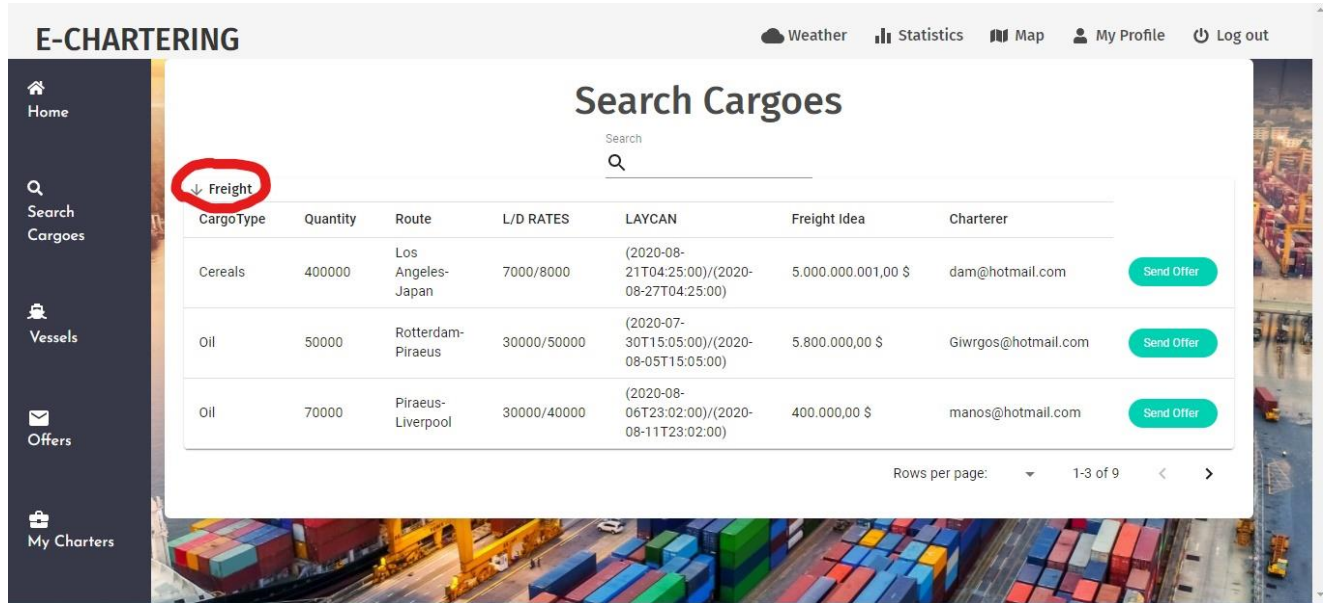 E-CHARTERING
Weather
Statistics
Map
My Profile
Log out
Home
Search
Cargoes
Vessels
Offers
My Charters
Search Cargoes
Search
Freight
CargoType Quantity Route L/D RATES LAYCAN Freight Idea Charterer
Cereals 400000 Los
Angeles-
Japan
7000/8000 (2020-08-
21T04:25:00)/(2020-
08-27T04:25:00)
5.000.000.001,00 $ dam@hotmail.com Send Offer
Oil 50000 Rotterdam-
Piraeus
30000/50000 (2020-07-
30T15:05:00)/(2020-
08-05T15:05:00)
5.800.000,00 $ Giwrgos@hotmail.com Send Offer
Oil 70000 Piraeus-
Liverpool
30000/40000 (2020-08-
06T23:02:00)/(2020-
08-11T23:02:00)
400.000,00 $ manos@hotmail.com Send Offer
Rows per page: 1-3 of 9